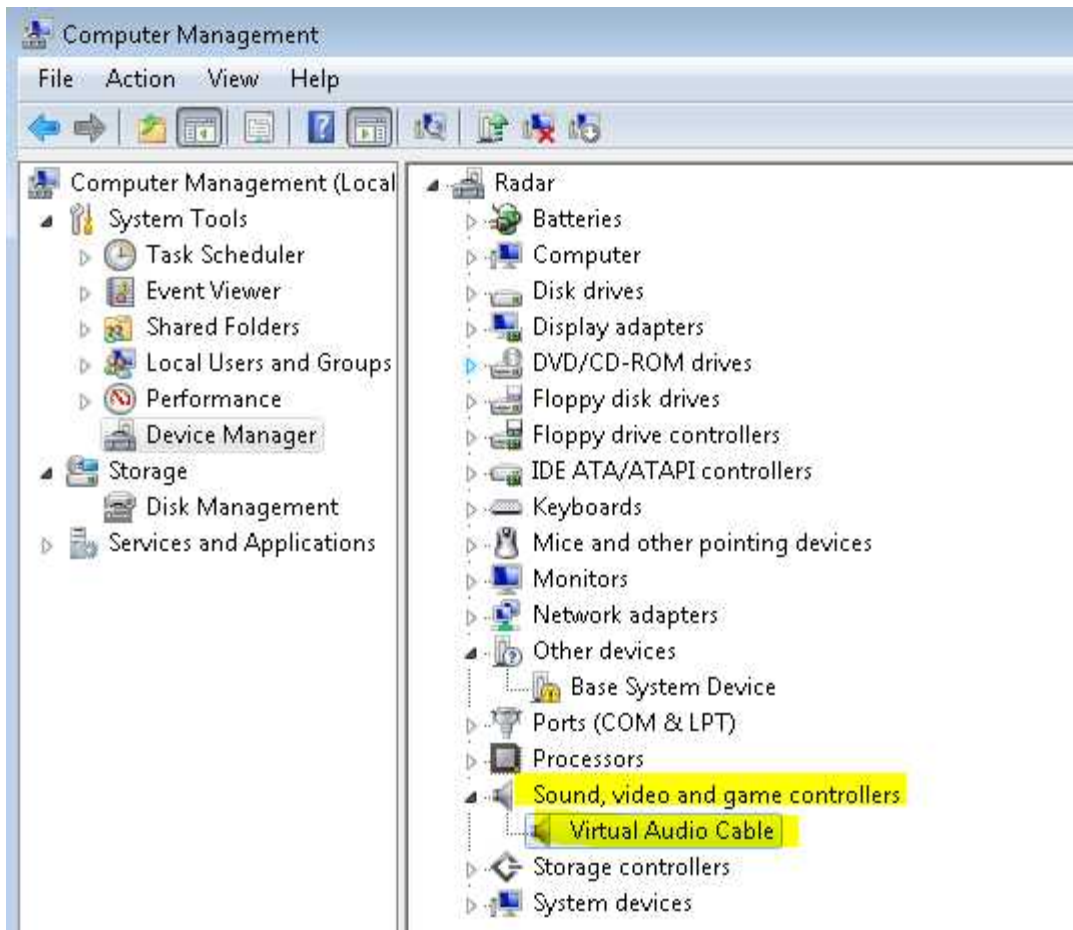 Computer Management
File Action View Help
Computer Management (Local
System Tools
Task Scheduler
Event Viewer
Shared Folders
Local Users and Groups
Performance
Device Manager
Storage
Disk Management
Services and Applications
Radar
Batteries
Computer
Disk drives
Display adapters
DVD/CD-ROM drives
Floppy disk drives
Floppy drive controllers
IDE ATA/ATAPI controllers
Keyboards
Mice and other pointing devices
Monitors
Network adapters
Other devices
Base System Device
Ports (COM & LPT)
Processors
Sound, video and game controllers
Virtual Audio Cable
Storage controllers
System devices